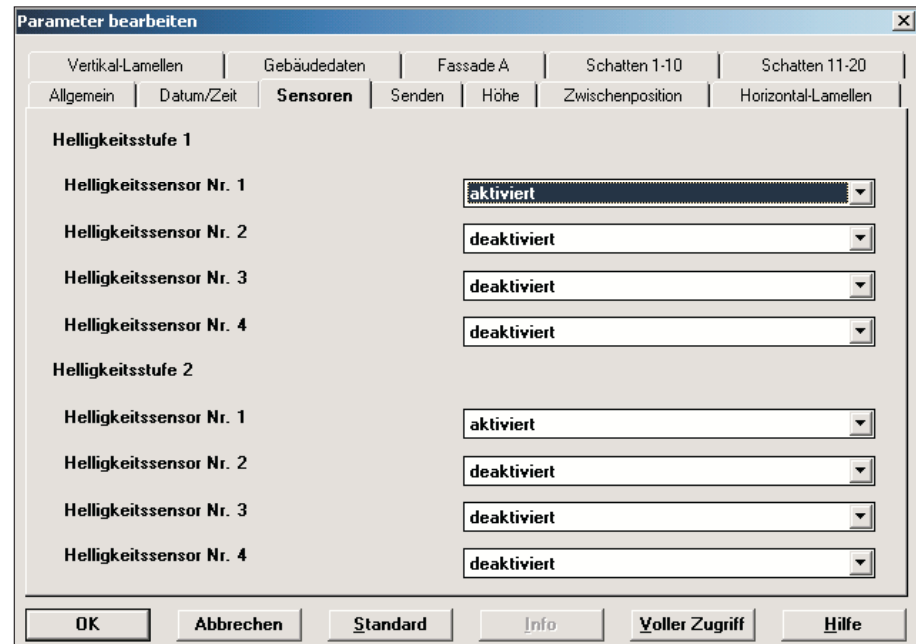 Parameter bearbeiten
Vertikal-Lamellen Gebäudedaten Fassade A Schatten 1-10 Schatten 11-20
Allgemein Datum/Zeit Sensoren Senden Höhe Zwischenposition Horizontal-Lamellen
Helligkeitsstufe 1
Helligkeitssensor Nr. 1 aktiviert
Helligkeitssensor Nr. 2 deaktiviert
Helligkeitssensor Nr. 3 deaktiviert
Helligkeitssensor Nr. 4 deaktiviert
Helligkeitsstufe 2
Helligkeitssensor Nr. 1 aktiviert
Helligkeitssensor Nr. 2 deaktiviert
Helligkeitssensor Nr. 3 deaktiviert
Helligkeitssensor Nr. 4 deaktiviert
OK Abbrechen Standard Info Voller Zugriff Hilfe